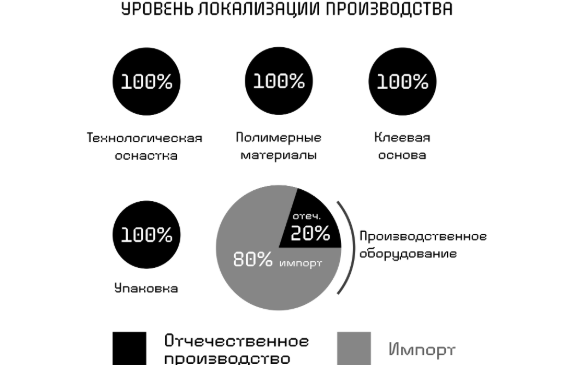 УРОВЕНЬ ЛОКАЛИЗАЦИИ ПРОИЗВОДСТВА
100% 100% 100%
Технологическая оснастка
Полимерные материалы
Клеевая основа
100%
Упаковка
отеч.
20%
80% импорт
Производственное
оборудование
Отчечественное
производство
Импорт